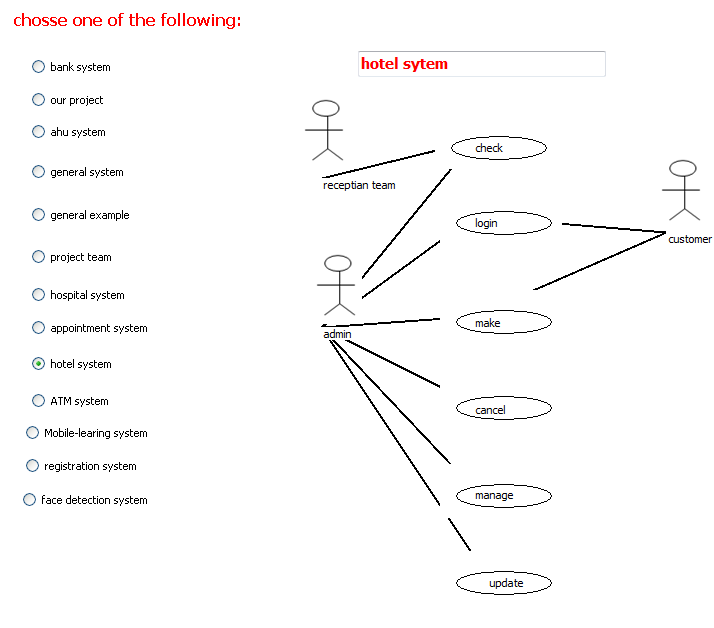 chosse one of the following:
bank system
our project
ahu system
general system
general example
project team
hospital system
appointment system
hotel system
ATM system
Mobile-learing system
registration system
face detection system
hotel sytem
receptian team
check
login
customer
admin
make
cancel
manage
update